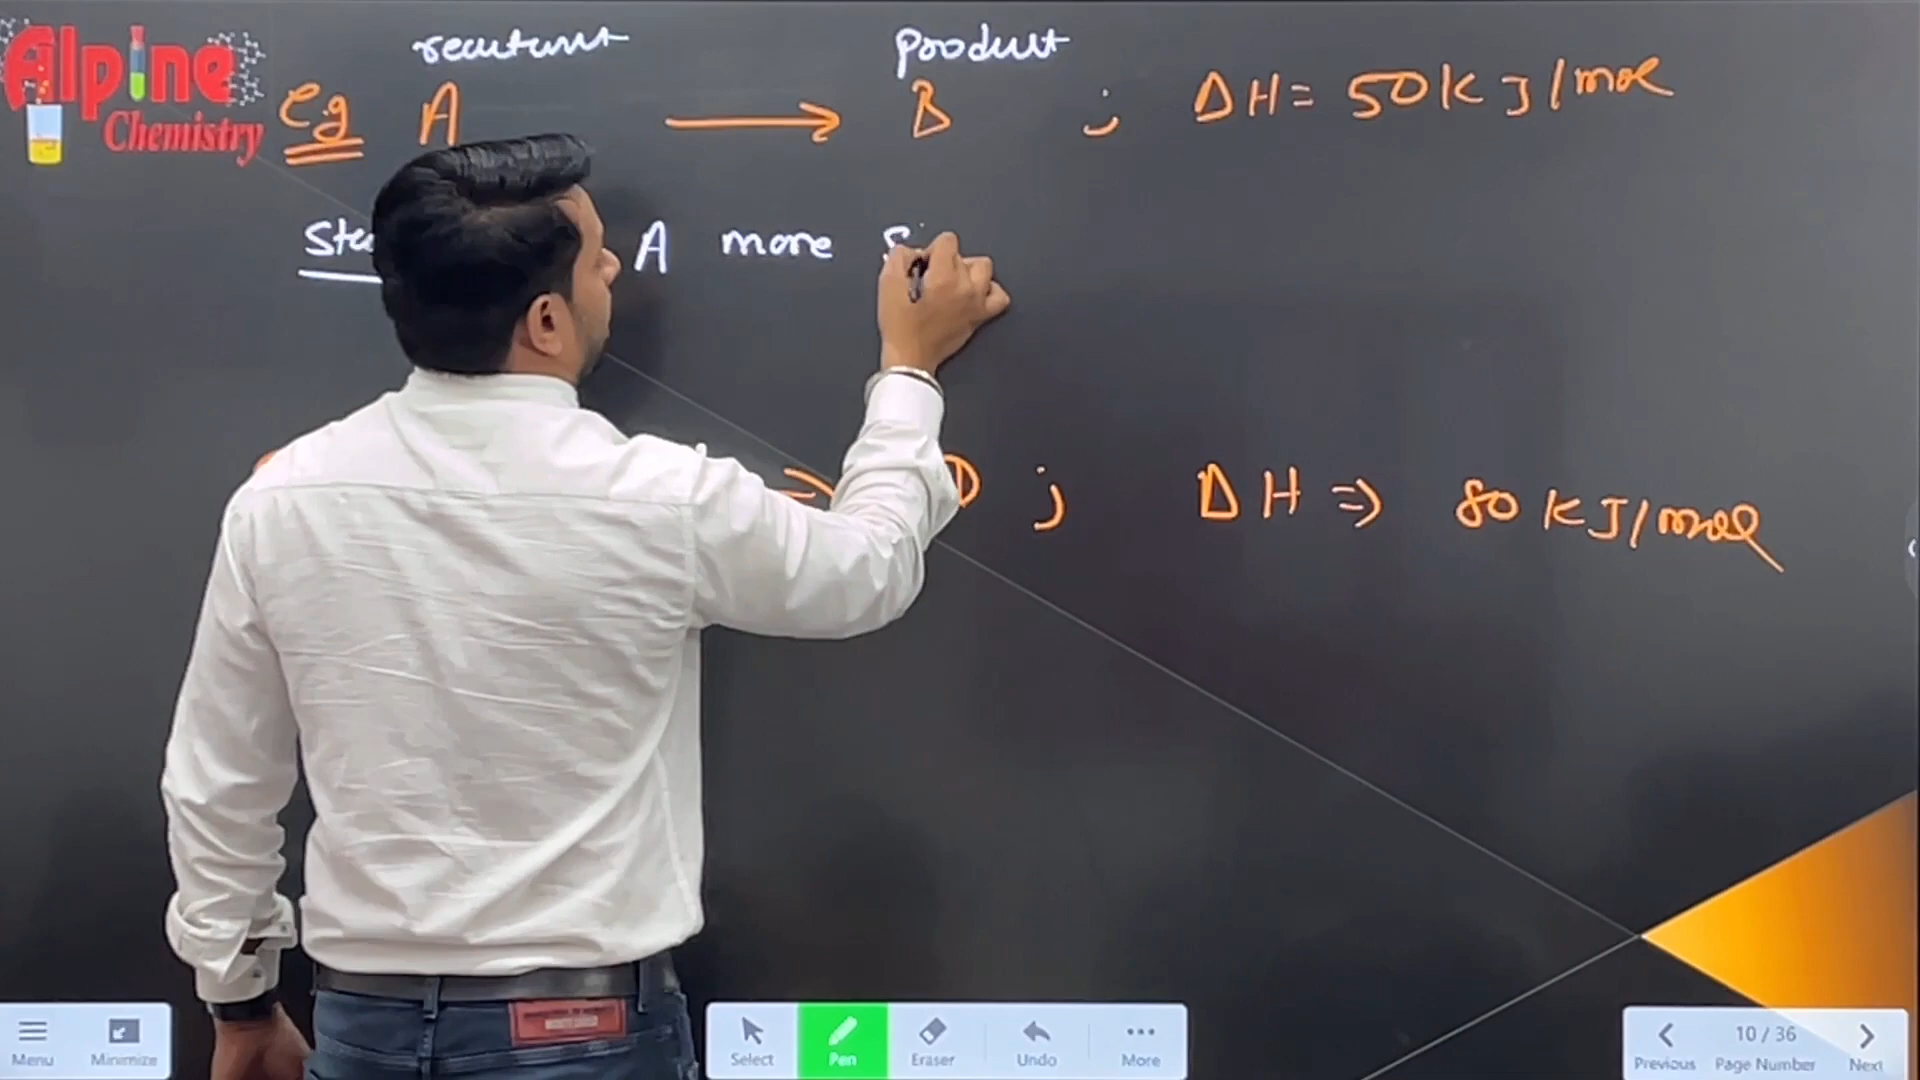 Alpine
Chemistry
reactant product
eg A → B ; ΔH = 50 KJ/mol
A more
D ; ΔH ⇒ 80 KJ/mol
Menu Minimize Select Pen Eraser Undo More Previous 10 / 36 Page Number Next